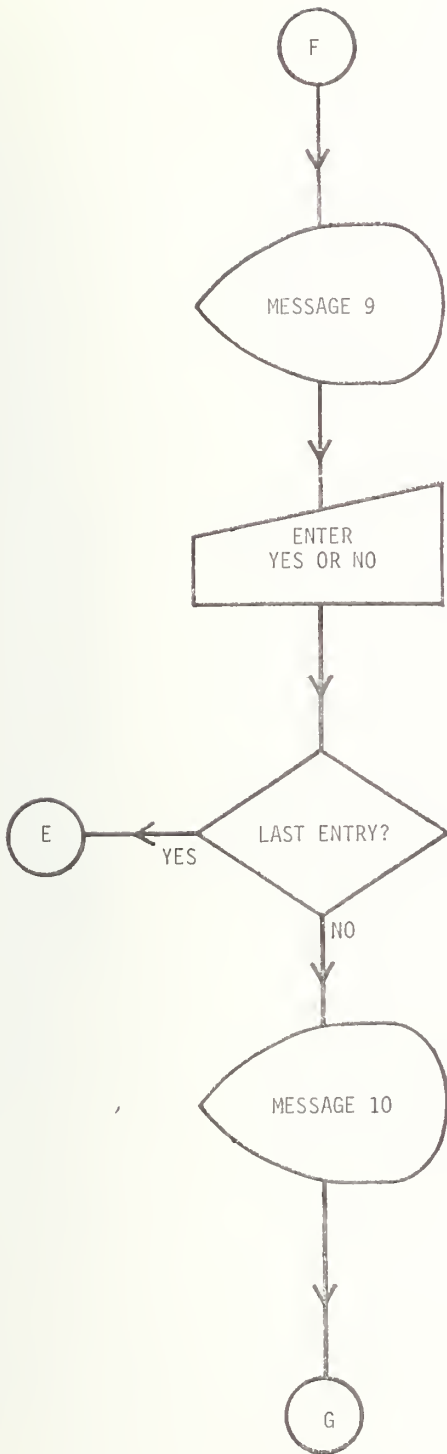 F
MESSAGE 9
ENTER
YES OR NO
LAST ENTRY?
E
YES
NO
MESSAGE 10
G